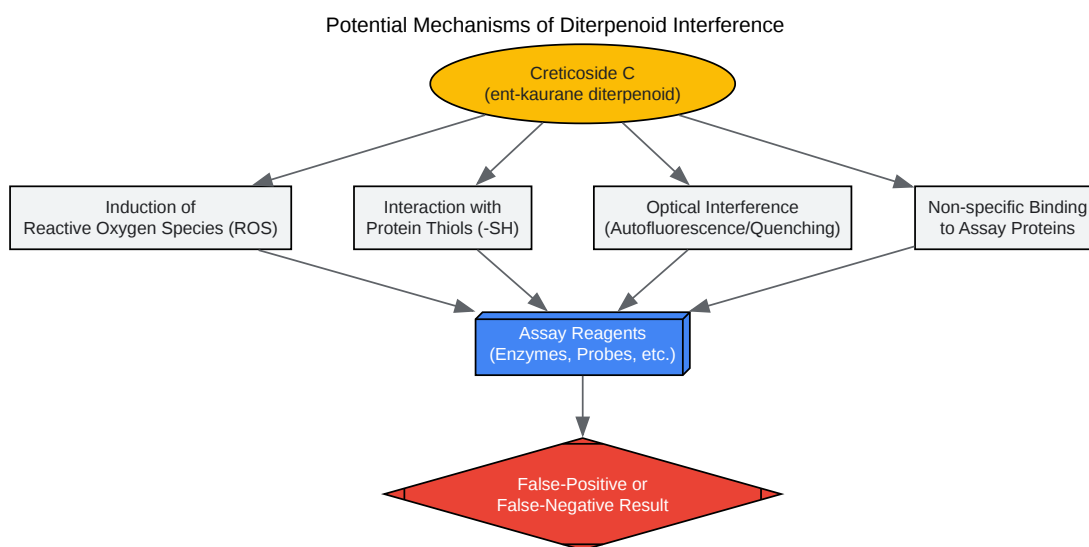 Potential Mechanisms of Diterpenoid Interference
Creticoside C
(ent-kaurane diterpenoid)
Induction of
Reactive Oxygen Species (ROS)
Interaction with
Protein Thiols (-SH)
Optical Interference
(Autofluorescence/Quenching)
Non-specific Binding
to Assay Proteins
Assay Reagents
(Enzymes, Probes, etc.)
False-Positive or
False-Negative Result